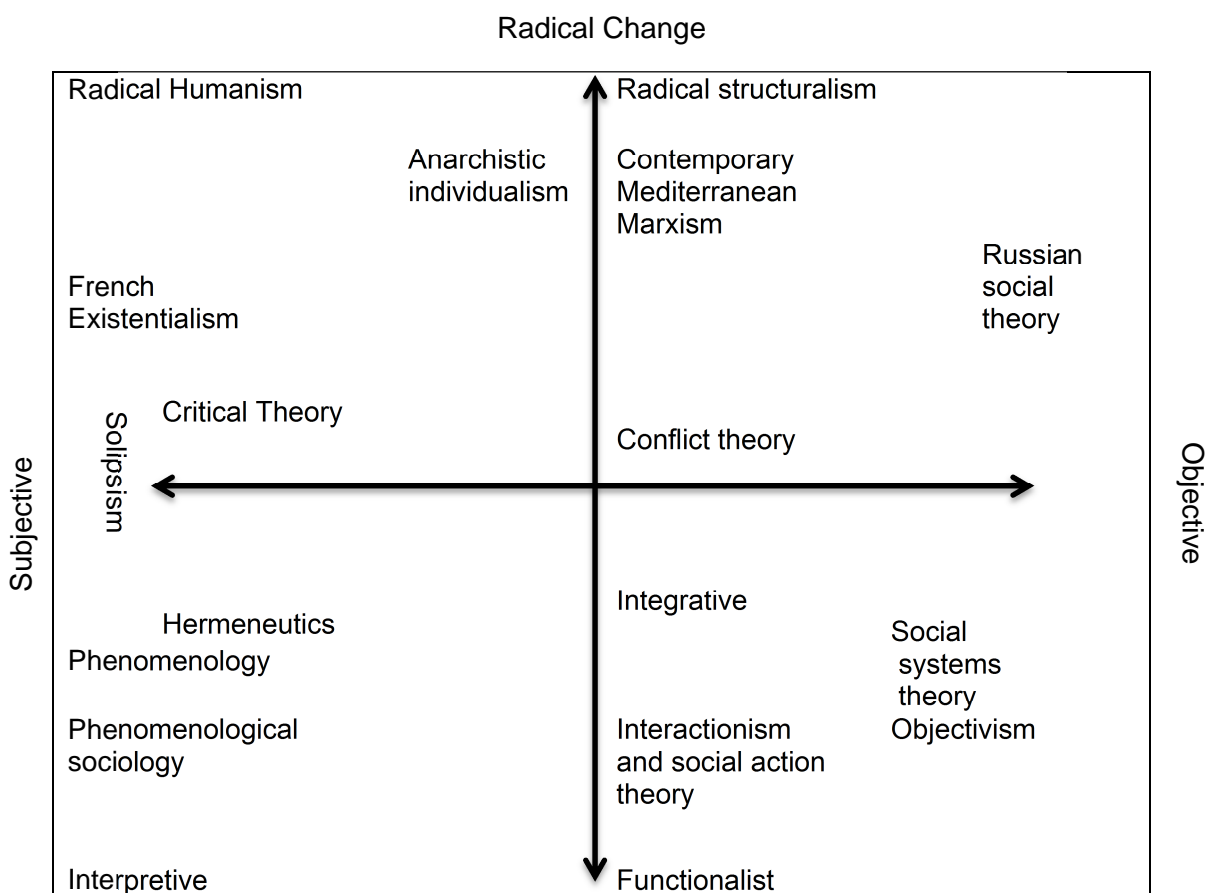 Radical Change
Radical Humanism
Radical structuralism
Anarchistic
individualism
Contemporary
Mediterranean
Marxism
Russian
social
theory
French
Existentialism
Critical Theory
Solipsism
Conflict theory
Subjective
Objective
Integrative
Hermeneutics
Phenomenology
Social
systems
theory
Objectivism
Phenomenological
sociology
Interactionism
and social action
theory
Interpretive
Functionalist